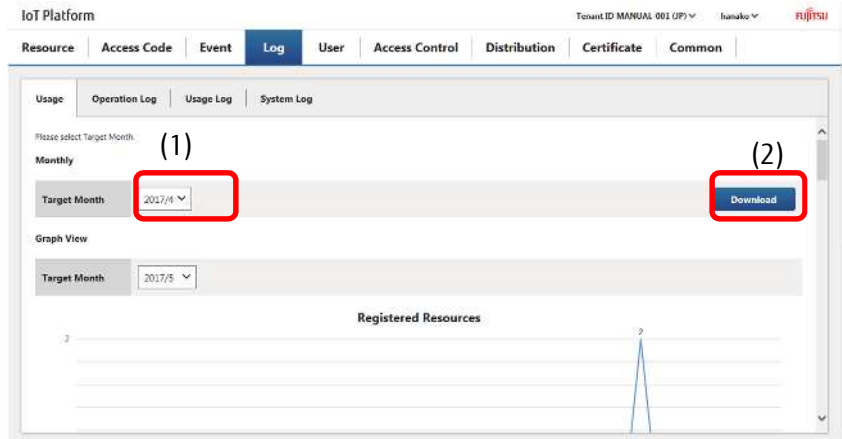 IoT Platform Tenant ID MANUAL-001 (JP) hanako FUJITSU
Resource Access Code Event Log User Access Control Distribution Certificate Common
Usage Operation Log Usage Log System Log
Please select Target Month.
(1) (2)
Monthly
Target Month 2017/4 Download
Graph View
Target Month 2017/5
Registered Resources
2 2